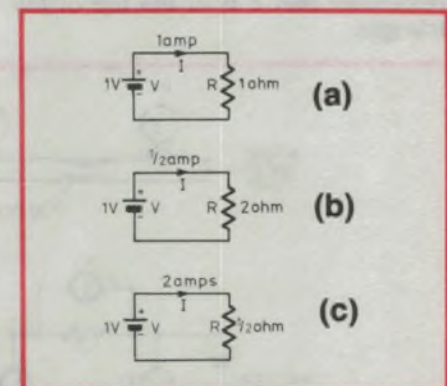 1amp
I
1V + - V R 1ohm (a)
1/2amp
I
1V + - V R 2ohm (b)
2amps
I
1V + - V R 1/2ohm (c)